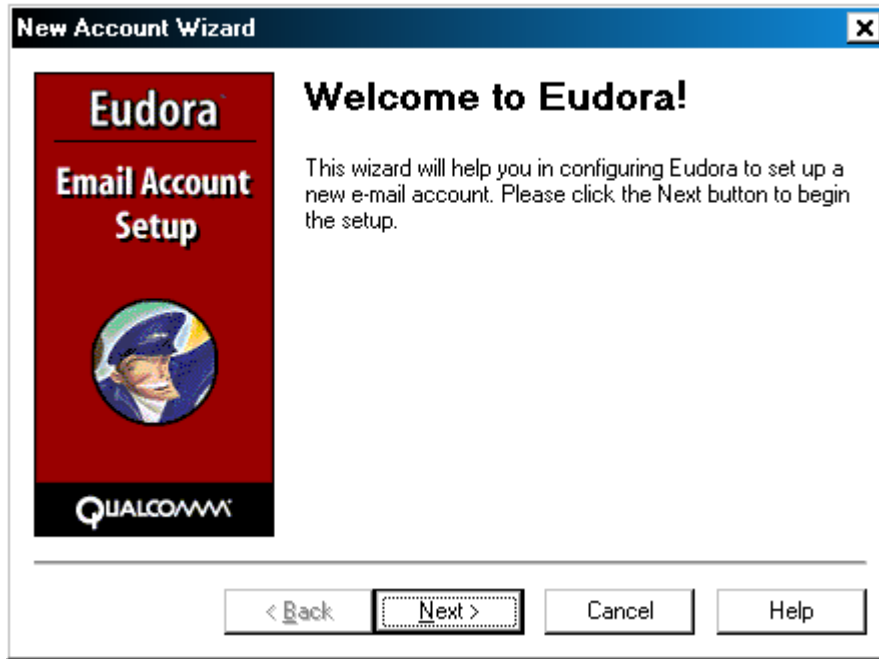 New Account Wizard
Eudora
Email Account
Setup
QUALCOMM
Welcome to Eudora!
This wizard will help you in configuring Eudora to set up a
new e-mail account. Please click the Next button to begin
the setup.
< Back
Next >
Cancel
Help